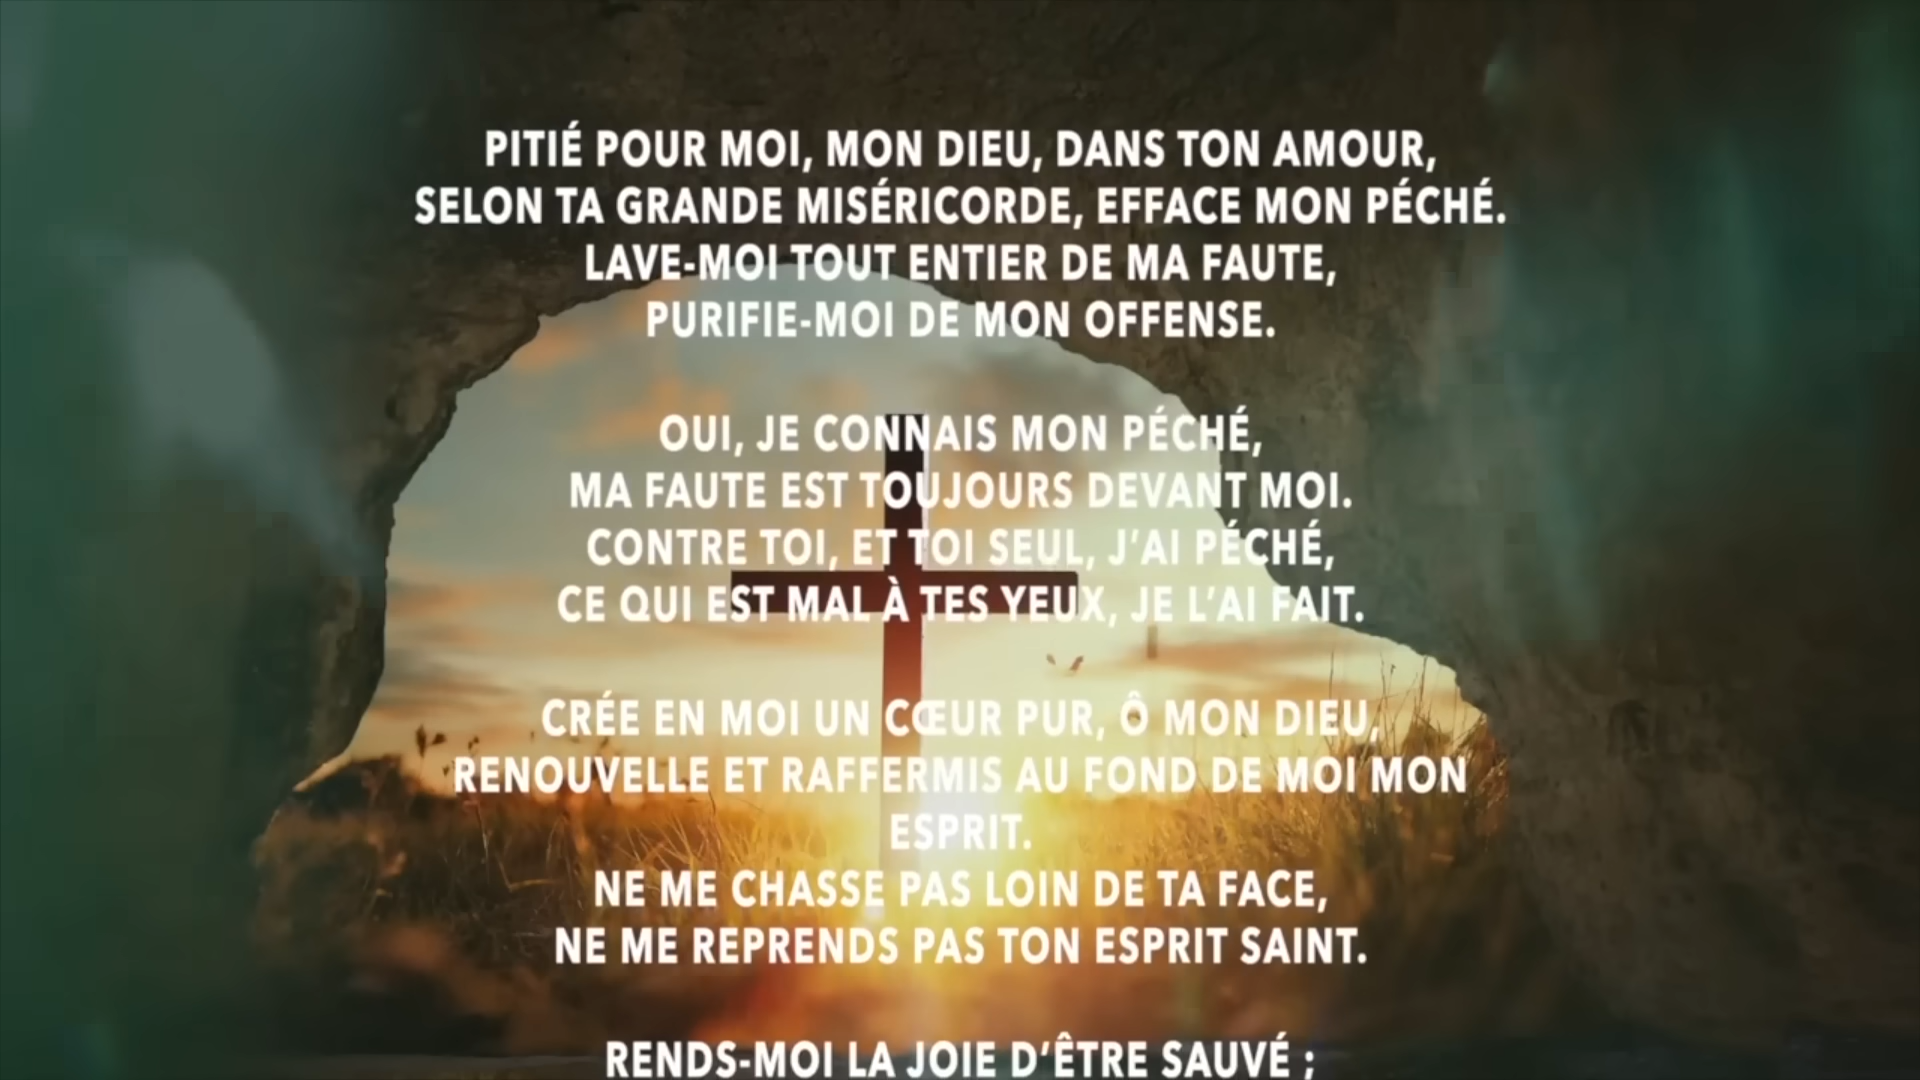 PITIÉ POUR MOI, MON DIEU, DANS TON AMOUR,
SELON TA GRANDE MISÉRICORDE, EFFACE MON PÉCHÉ.
LAVE-MOI TOUT ENTIER DE MA FAUTE,
PURIFIE-MOI DE MON OFFENSE.
OUI, JE CONNAIS MON PÉCHÉ,
MA FAUTE EST TOUJOURS DEVANT MOI.
CONTRE TOI, ET TOI SEUL, J’AI PÉCHÉ,
CE QUI EST MAL À TES YEUX, JE L’AI FAIT.
CRÉE EN MOI UN CŒUR PUR, Ô MON DIEU,
RENOUVELLE ET RAFFERMIS AU FOND DE MOI MON
ESPRIT.
NE ME CHASSE PAS LOIN DE TA FACE,
NE ME REPRENDS PAS TON ESPRIT SAINT.
RENDS-MOI LA JOIE D’ÊTRE SAUVÉ ;